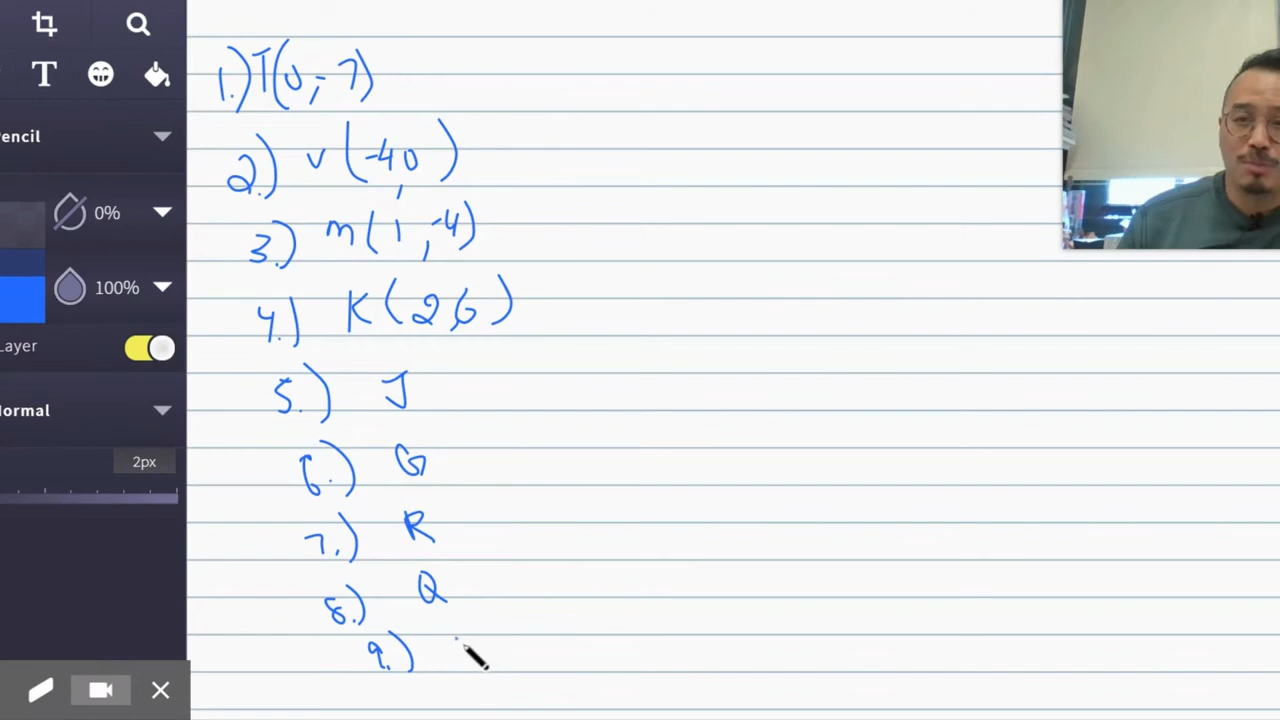 T
Pencil
0%
100%
Layer
Normal
2px
1.) T(0,-7)
2.) V(-4,0)
3.) m(1,-4)
4.) K(2,6)
5.) J
6.) G
7.) R
8.) Q
9.)